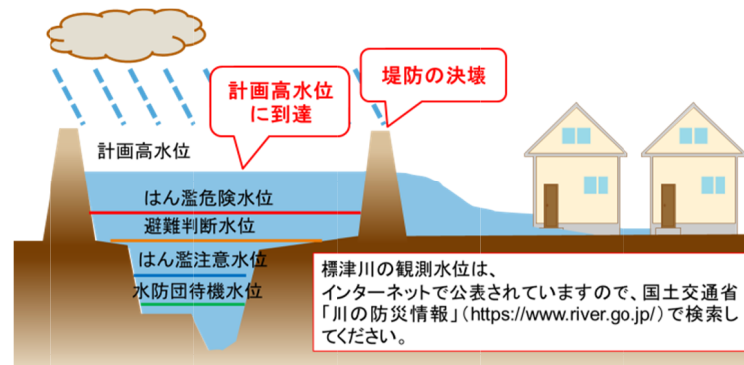 計画高水位
に到達
堤防の決壊
計画高水位
はん濫危険水位
避難判断水位
はん濫注意水位
水防団待機水位
標津川の観測水位は、
インターネットで公表されていますので、国土交通省
「川の防災情報」（https://www.river.go.jp/）で検索し
てください。